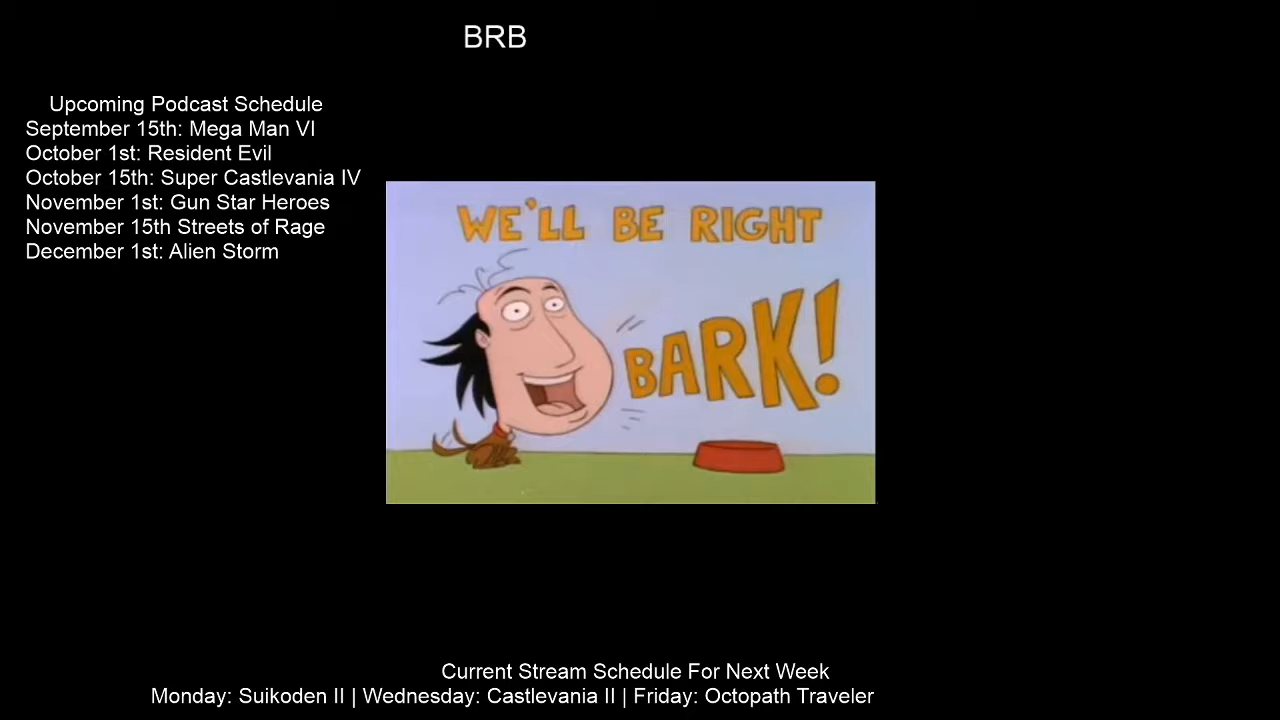 BRB
Upcoming Podcast Schedule
September 15th: Mega Man VI
October 1st: Resident Evil
October 15th: Super Castlevania IV
November 1st: Gun Star Heroes
November 15th Streets of Rage
December 1st: Alien Storm
WE'LL BE RIGHT
BARK!
Current Stream Schedule For Next Week
Monday: Suikoden II | Wednesday: Castlevania II | Friday: Octopath Traveler